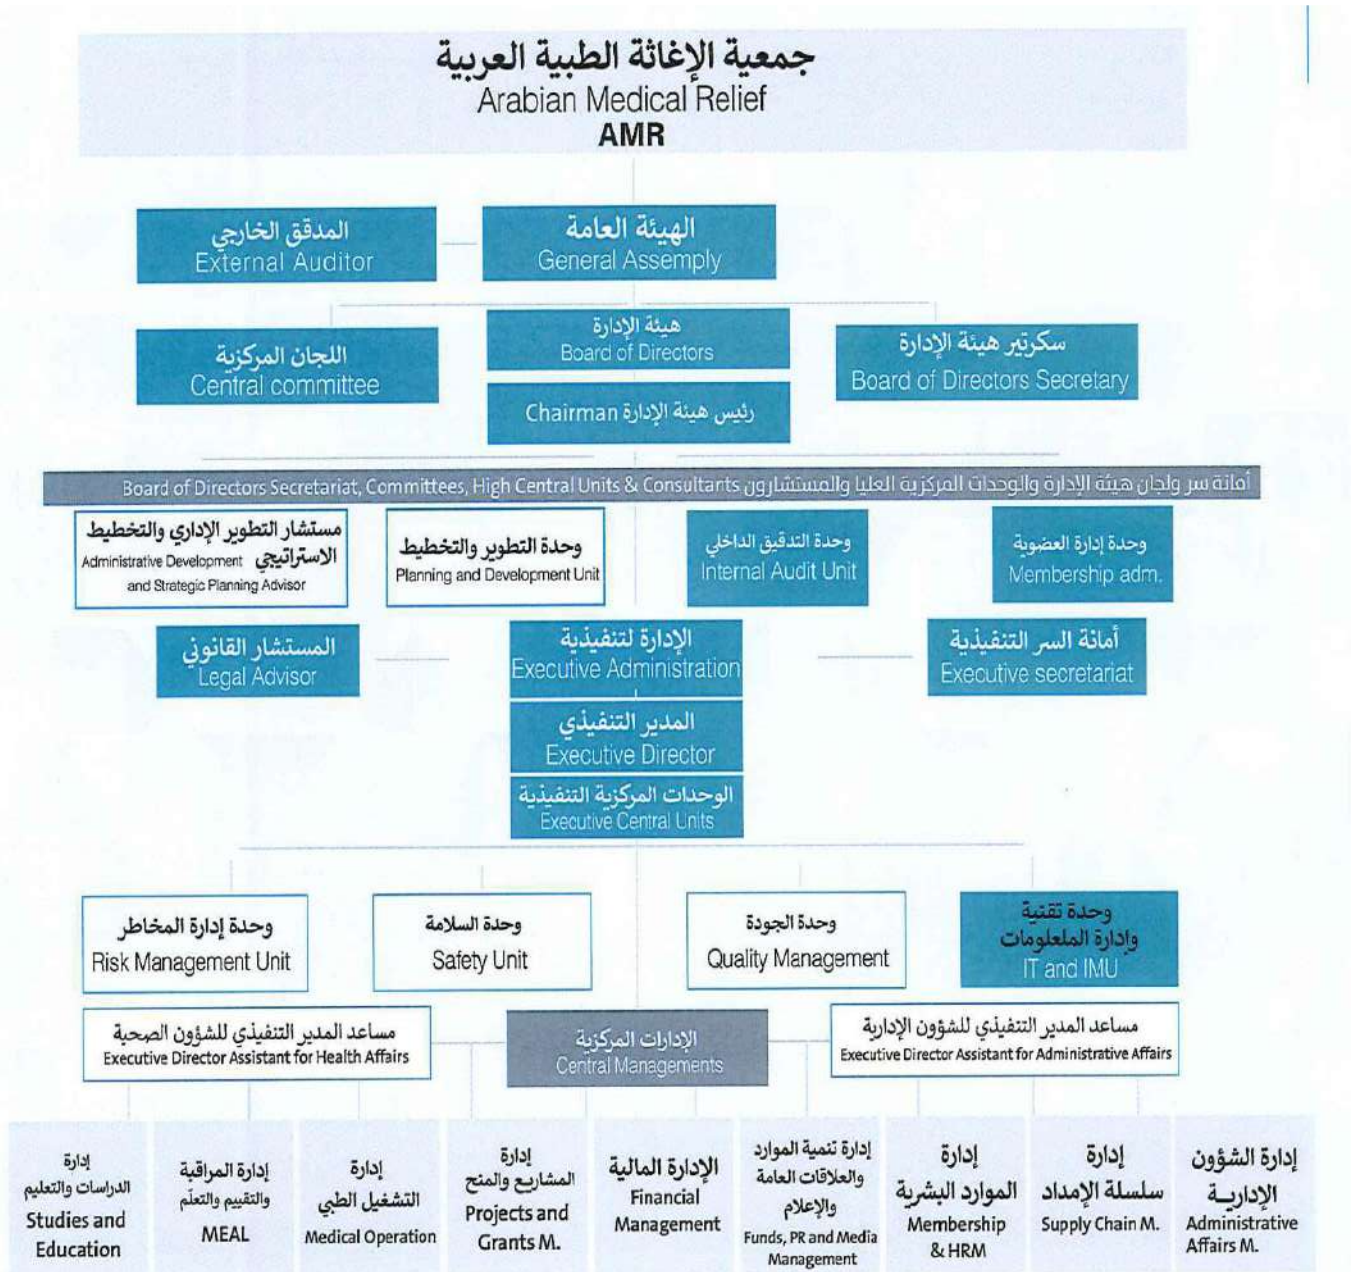 جمعية الإغاثة الطبية العربية
Arabian Medical Relief
AMR
المدقق الخارجي
External Auditor
الهيئة العامة
General Assemply
اللجان المركزية
Central committee
هيئة الإدارة
Board of Directors
رئيس هيئة الإدارة Chairman
سكرتير هيئة الإدارة
Board of Directors Secretary
أمانة سر ولجان هيئة الإدارة والوحدات المركزية العليا والمستشارون Board of Directors Secretariat, Committees, High Central Units & Consultants
مستشار التطوير الإداري والتخطيط
الاستراتيجي Administrative Development
and Strategic Planning Advisor
وحدة التطوير والتخطيط
Planning and Development Unit
وحدة التدقيق الداخلي
Internal Audit Unit
وحدة إدارة العضوية
Membership adm.
المستشار القانوني
Legal Advisor
الإدارة لتنفيذية
Executive Administration
أمانة السر التنفيذية
Executive secretariat
المدير التنفيذي
Executive Director
الوحدات المركزية التنفيذية
Executive Central Units
وحدة إدارة المخاطر
Risk Management Unit
وحدة السلامة
Safety Unit
وحدة الجودة
Quality Management
وحدة تقنية
وإدارة الملعلومات
IT and IMU
مساعد المدير التنفيذي للشؤون الصحية
Executive Director Assistant for Health Affairs
الإدارات المركزية
Central Managements
مساعد المدير التنفيذي للشؤون الإدارية
Executive Director Assistant for Administrative Affairs
إدارة
الدراسات والتعليم
Studies and
Education
إدارة المراقبة
والتقييم والتعلّم
MEAL
إدارة
التشغيل الطبي
Medical Operation
إدارة
المشاريع والمنح
Projects and
Grants M.
الإدارة المالية
Financial
Management
إدارة تنمية الموارد
والعلاقات العامة
والإعلام
Funds, PR and Media
Management
إدارة
الموارد البشرية
Membership
& HRM
إدارة
سلسلة الإمداد
Supply Chain M.
إدارة الشؤون
الإداريـة
Administrative
Affairs M.